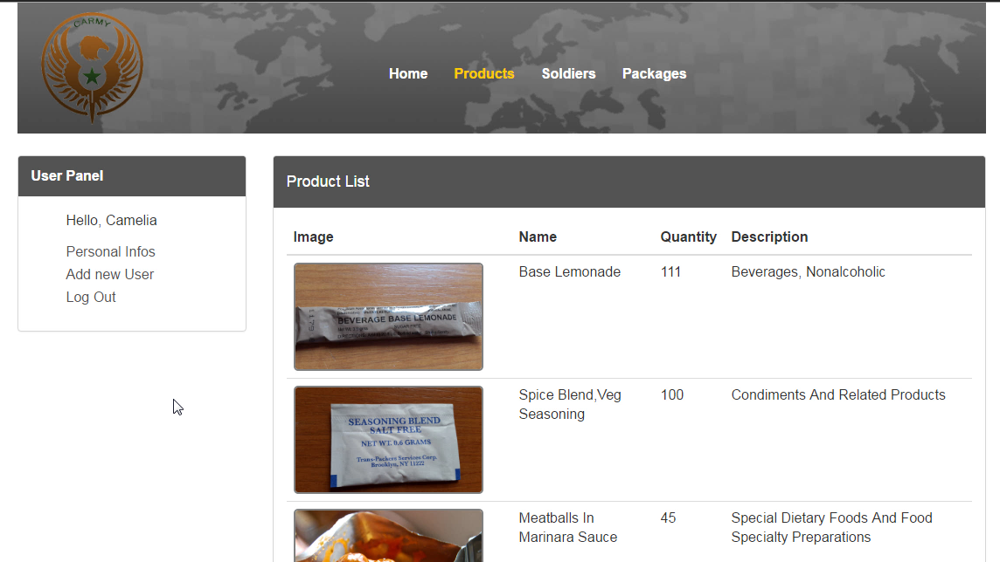 CARMY
Home Products Soldiers Packages
User Panel
Hello, Camelia
Personal Infos
Add new User
Log Out
Product List
Image Name Quantity Description
BEVERAGE BASE LEMONADE
SUGAR FREE
Base Lemonade 111 Beverages, Nonalcoholic
SEASONING BLEND
SALT FREE
NET WT. 0.6 GRAMS
Trans-Packers Services Corp.
Brooklyn, NY 11222
Spice Blend,Veg
Seasoning
100 Condiments And Related Products
Meatballs In
Marinara Sauce
45 Special Dietary Foods And Food
Specialty Preparations